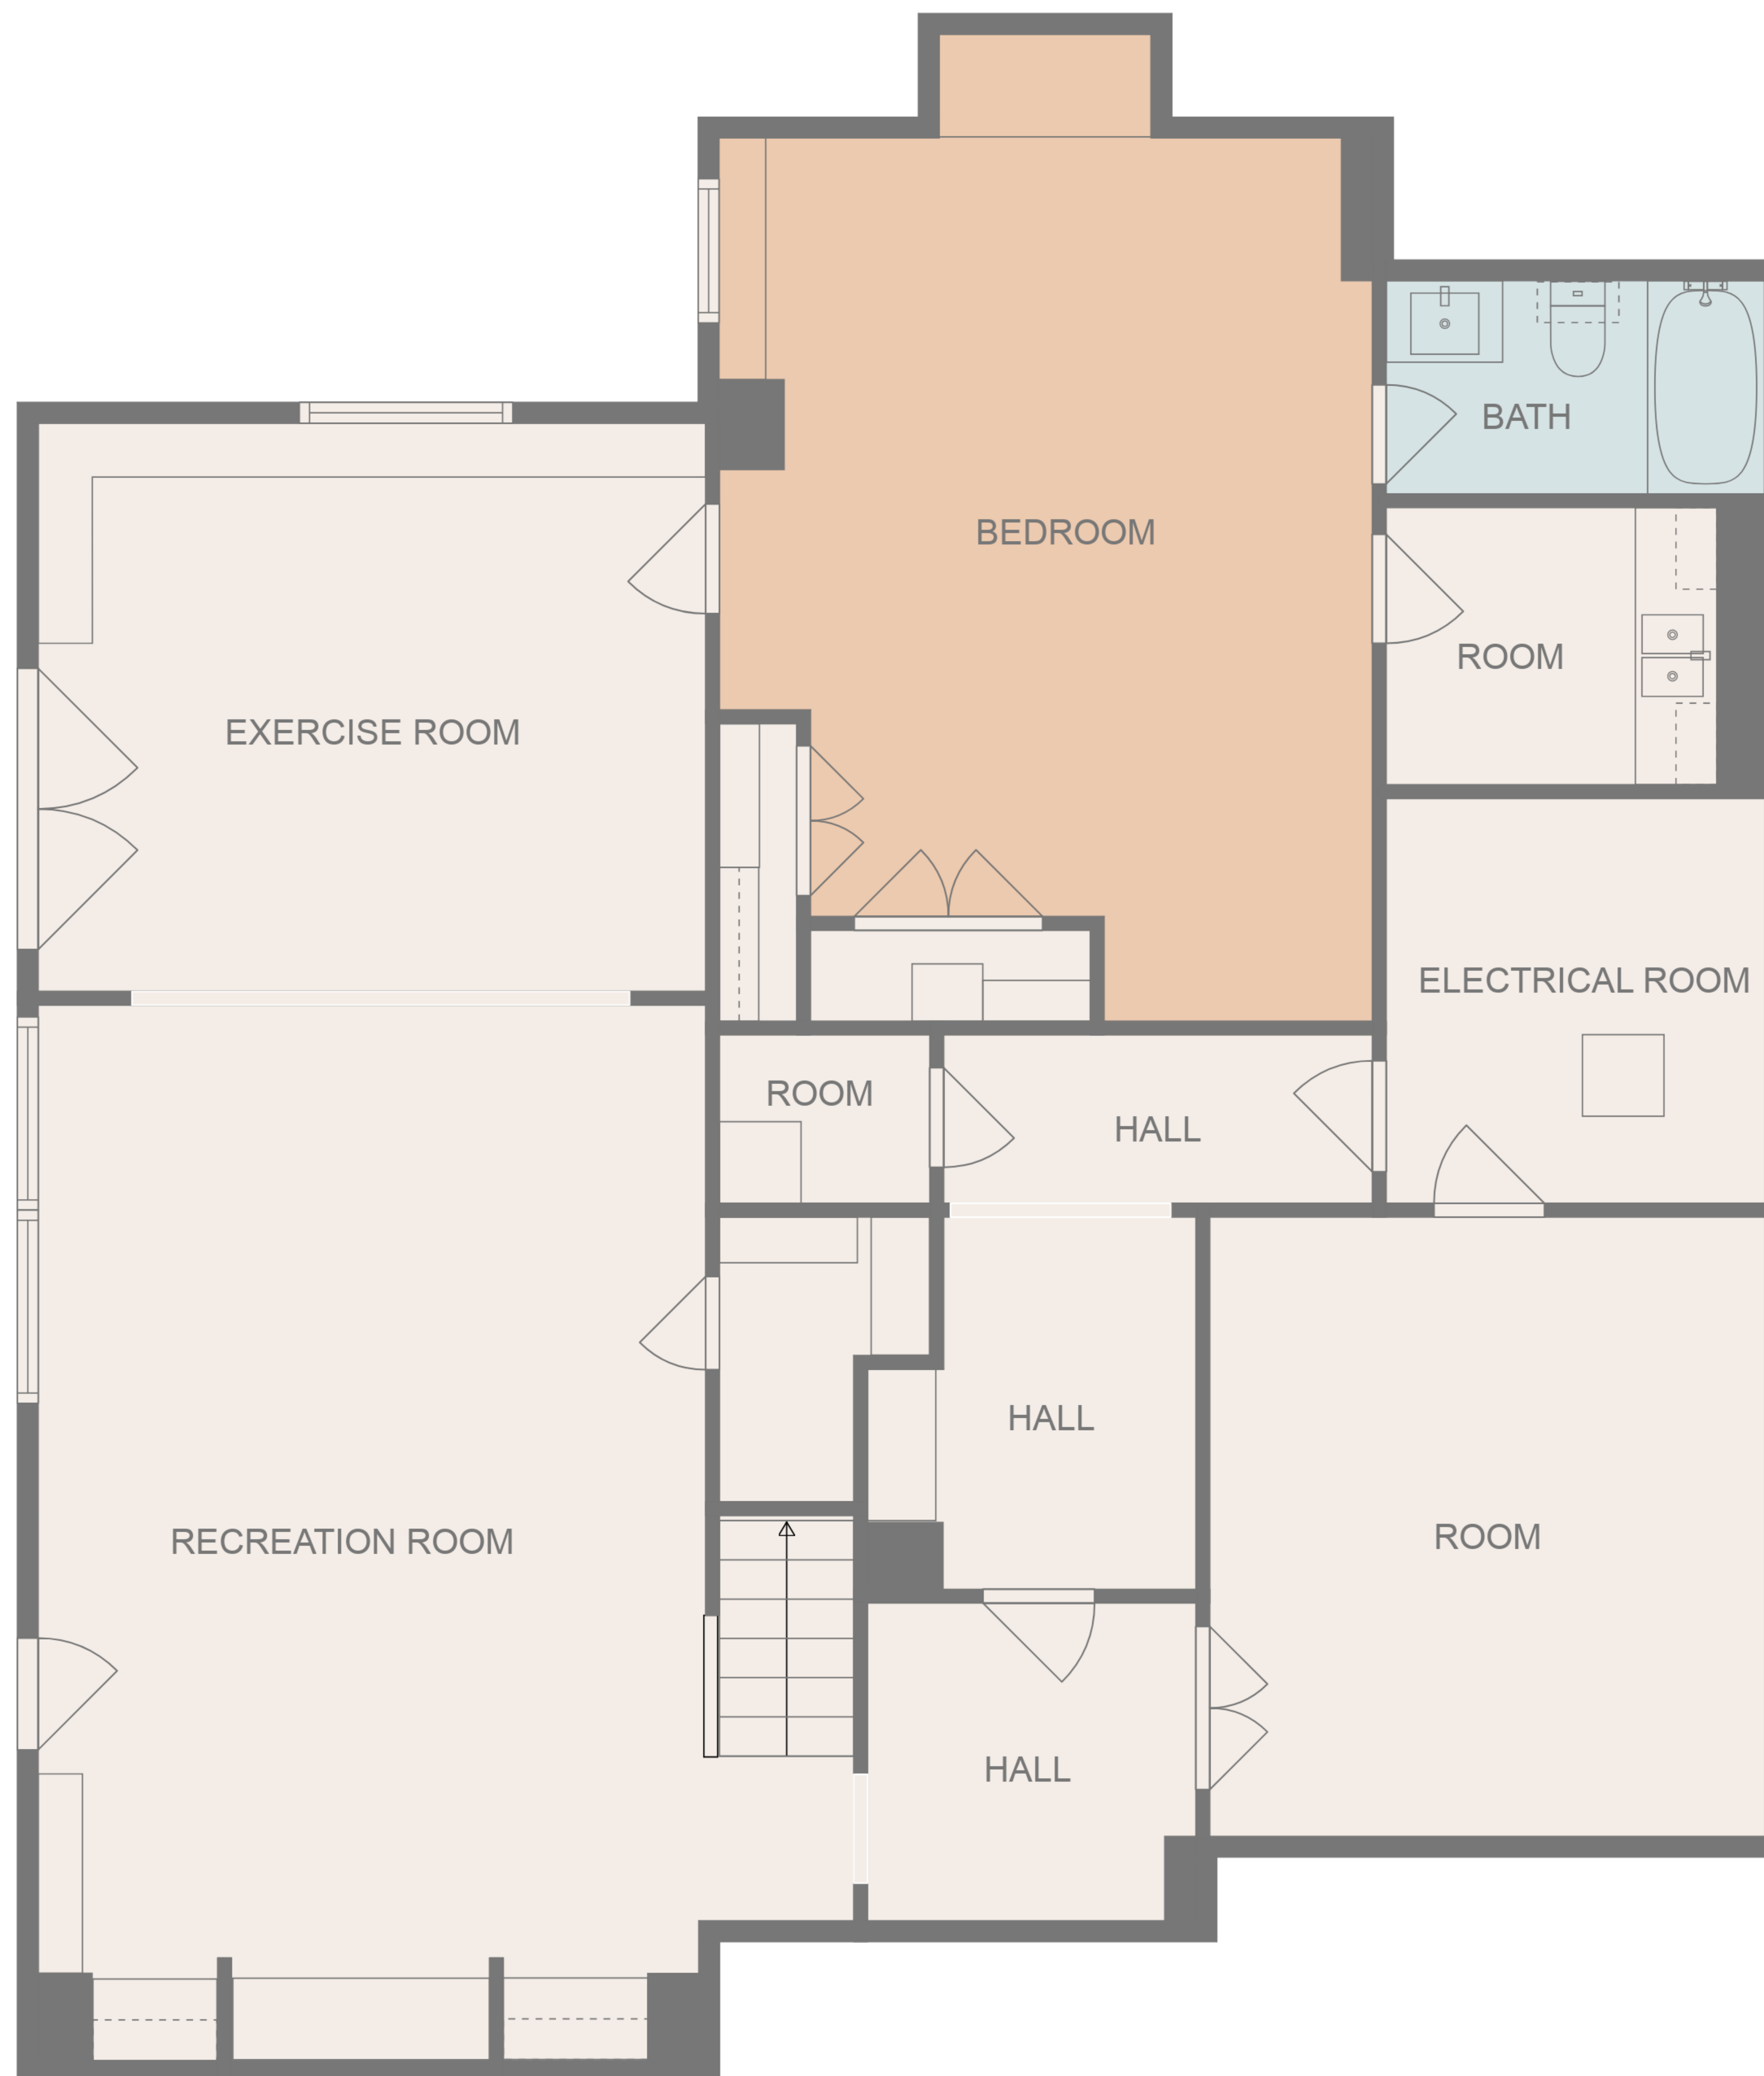 BATH
BEDROOM
ROOM
EXERCISE ROOM
ELECTRICAL ROOM
ROOM
HALL
HALL
RECREATION ROOM
ROOM
HALL